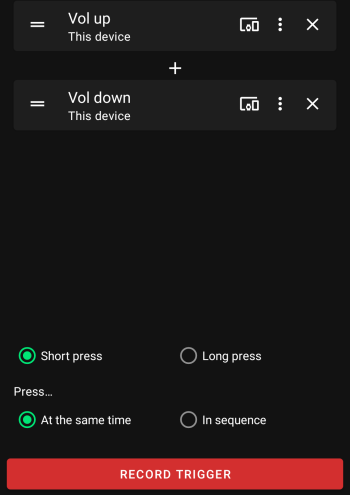 Vol up
This device
+
Vol down
This device
Short press
Long press
Press...
At the same time
In sequence
RECORD TRIGGER